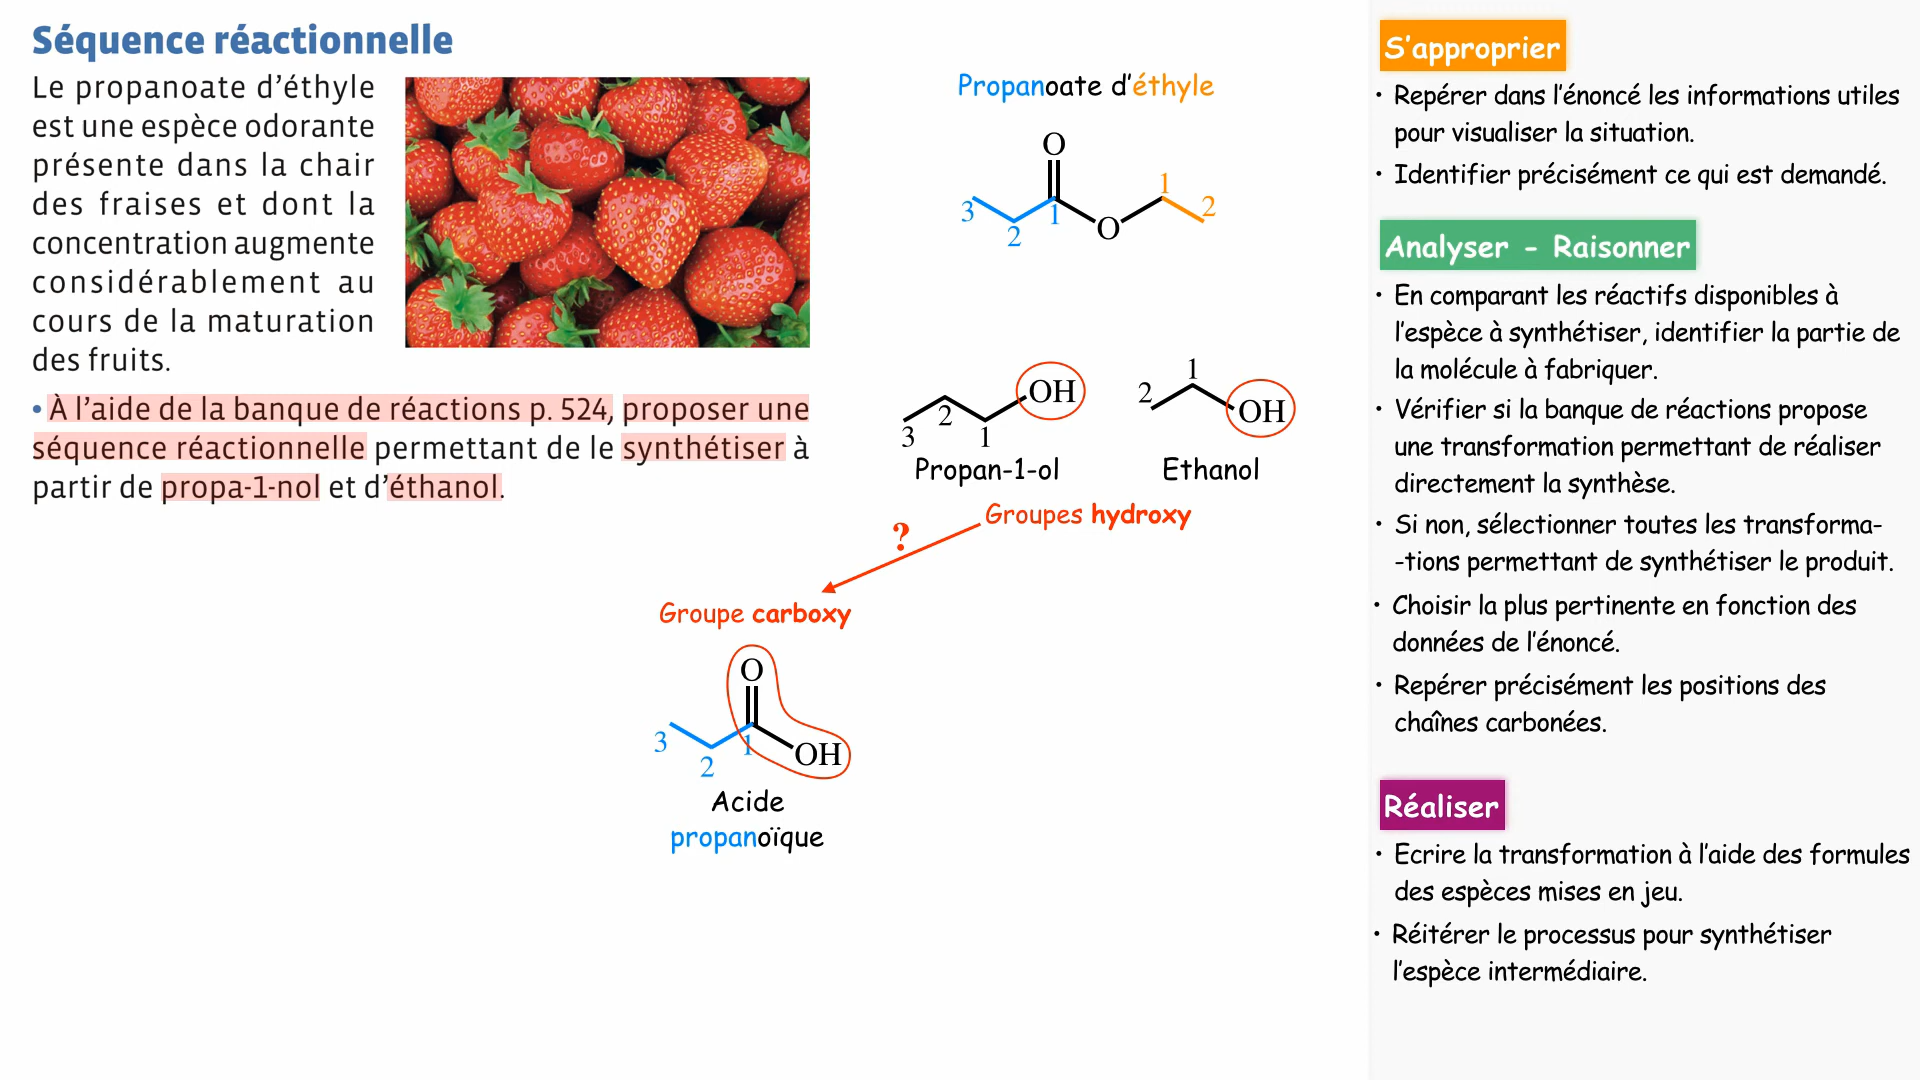 Séquence réactionnelle
Le propanoate d'éthyle
est une espèce odorante
présente dans la chair
des fraises et dont la
concentration augmente
considérablement au
cours de la maturation
des fruits.
• À l'aide de la banque de réactions p. 524, proposer une
séquence réactionnelle permettant de le synthétiser à
partir de propa-1-nol et d'éthanol.
Propanoate d'éthyle
O
3
2
1
O
1
2
OH
3
2
1
Propan-1-ol
2
1
OH
Ethanol
Groupes hydroxy
?
Groupe carboxy
O
3
2
1
OH
Acide
propanoïque
S'approprier
• Repérer dans l'énoncé les informations utiles
pour visualiser la situation.
• Identifier précisément ce qui est demandé.
Analyser - Raisonner
• En comparant les réactifs disponibles à
l'espèce à synthétiser, identifier la partie de
la molécule à fabriquer.
• Vérifier si la banque de réactions propose
une transformation permettant de réaliser
directement la synthèse.
• Si non, sélectionner toutes les transforma-
-tions permettant de synthétiser le produit.
• Choisir la plus pertinente en fonction des
données de l'énoncé.
• Repérer précisément les positions des
chaînes carbonées.
Réaliser
• Ecrire la transformation à l'aide des formules
des espèces mises en jeu.
• Réitérer le processus pour synthétiser
l'espèce intermédiaire.